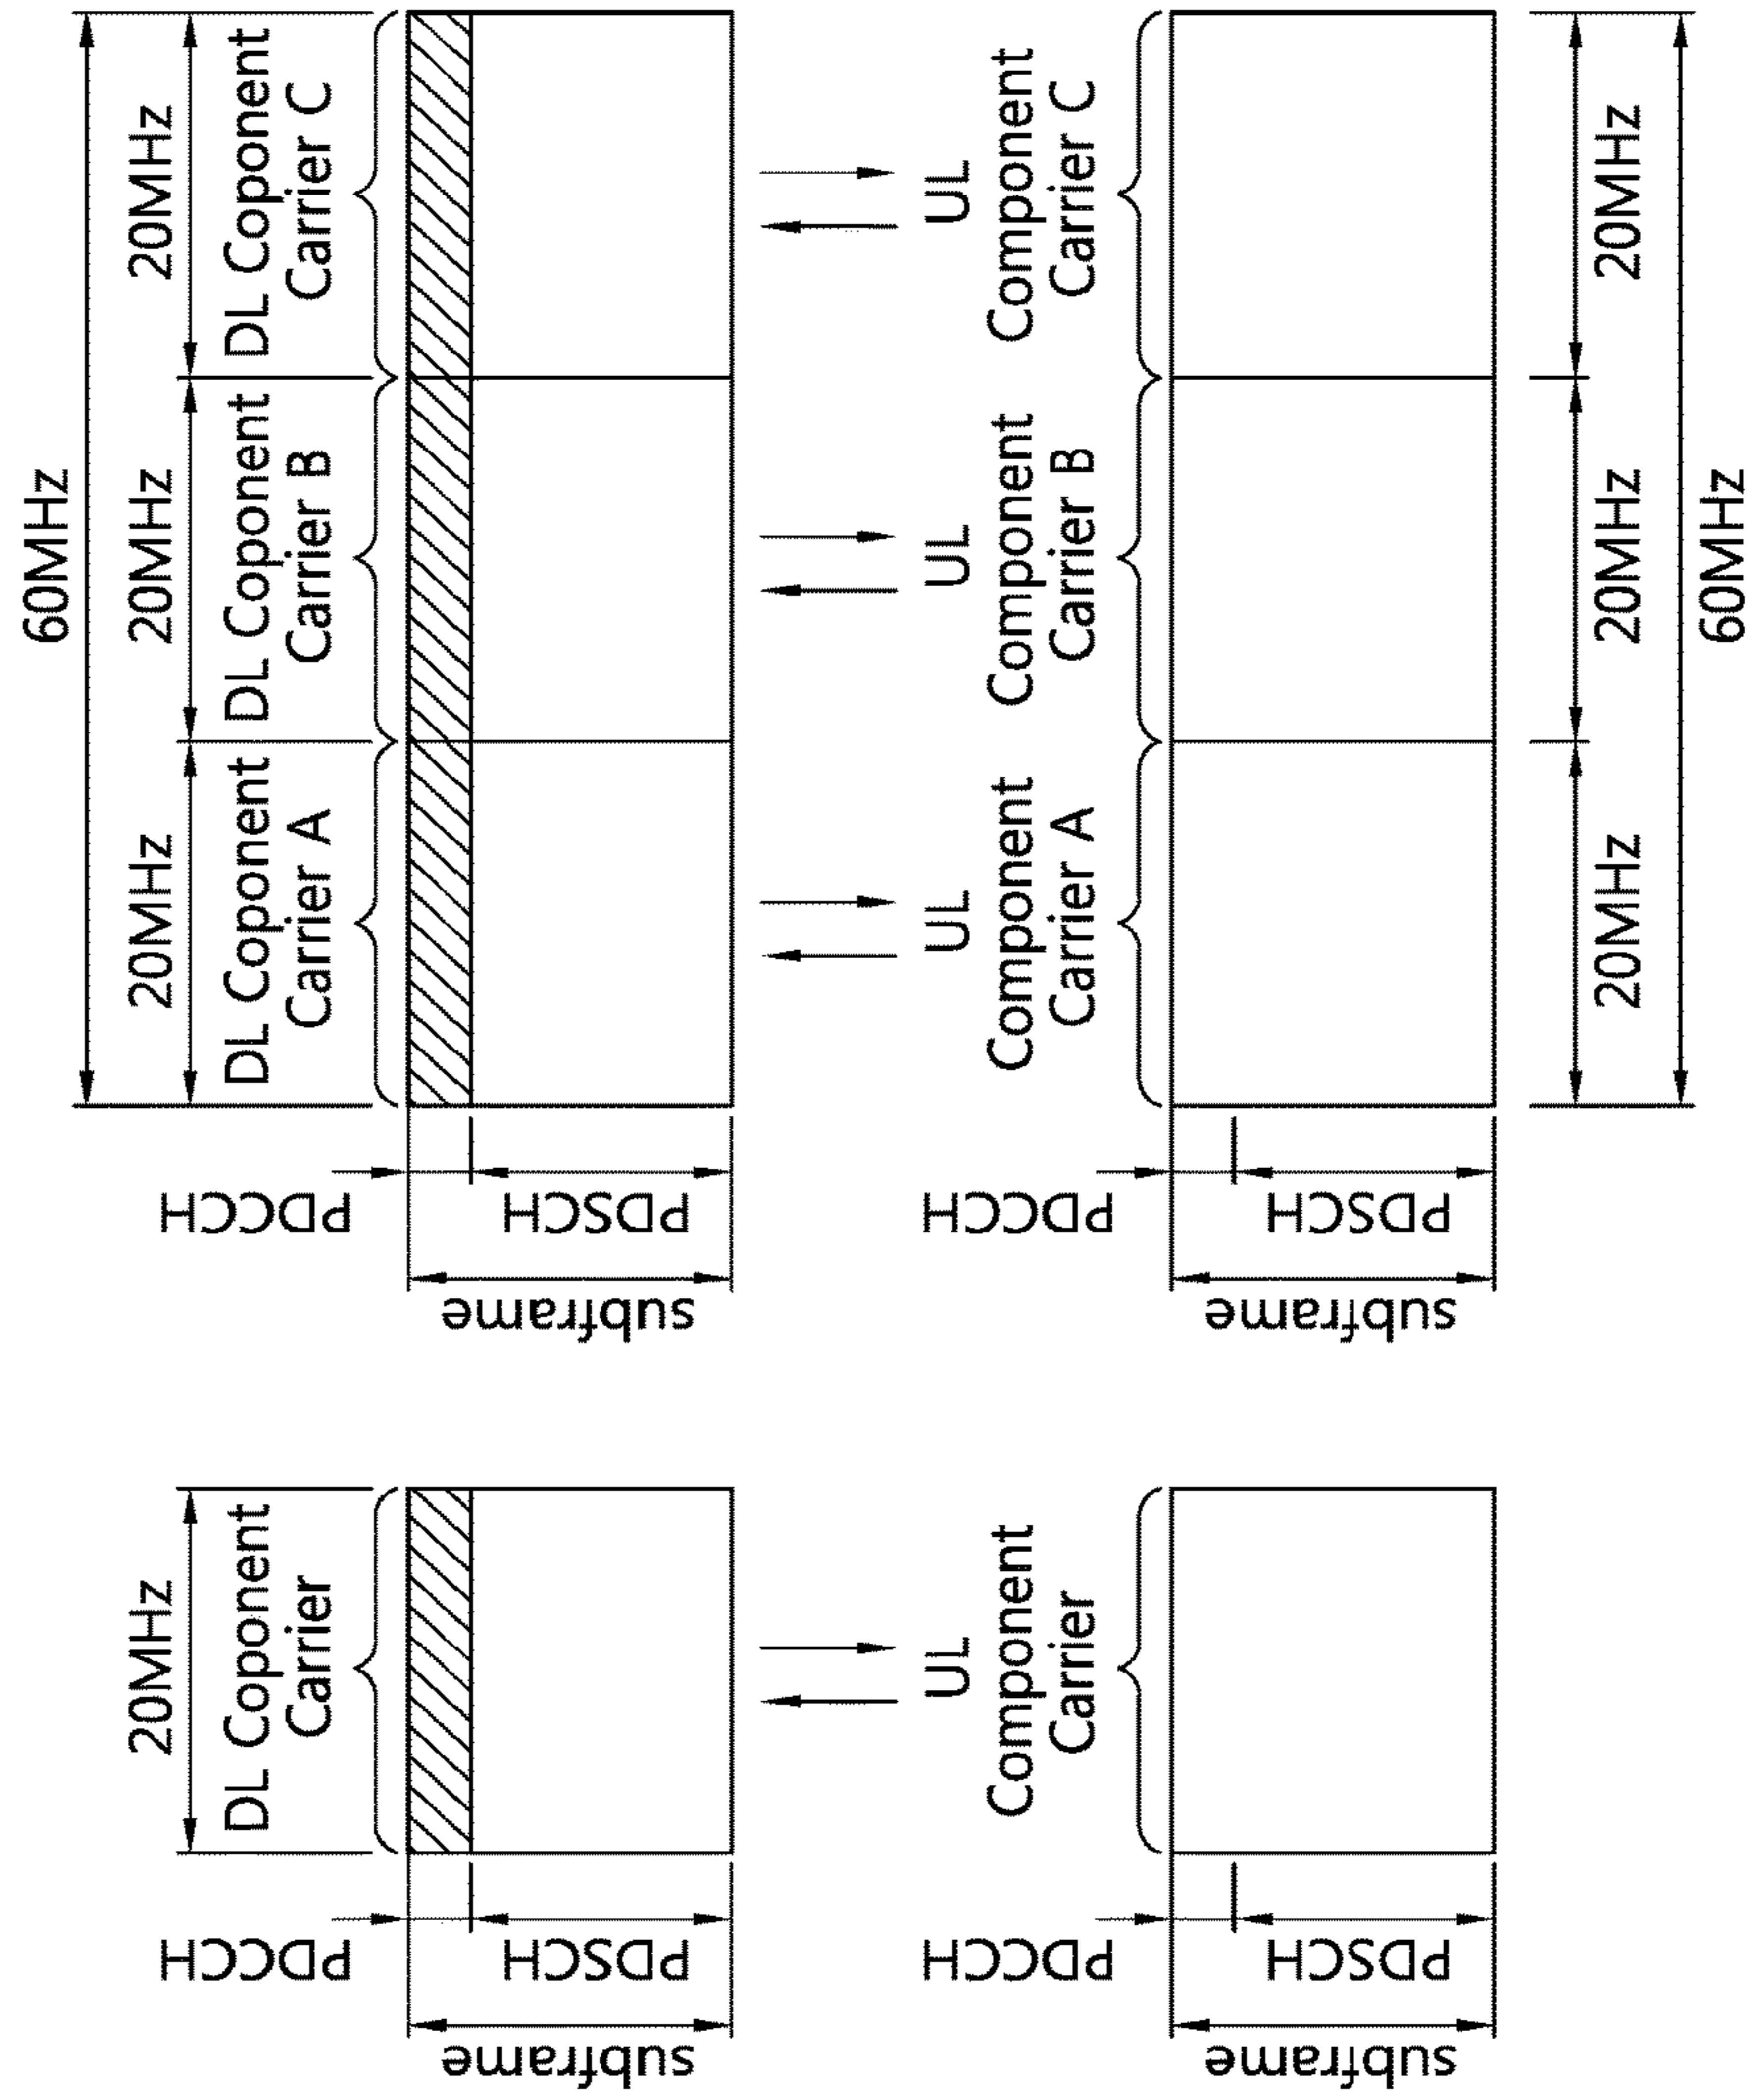 20MHz
DL Coponent
Carrier
PDCCH
PDSCH
subframe
UL
Component
Carrier
PDCCH
PDSCH
subframe
60MHz
20MHz
20MHz
20MHz
DL Coponent
Carrier A
DL Coponent
Carrier B
DL Coponent
Carrier C
PDCCH
PDSCH
subframe
UL
Component
Carrier A
UL
Component
Carrier B
UL
Component
Carrier C
PDCCH
PDSCH
subframe
20MHz
20MHz
20MHz
60MHz